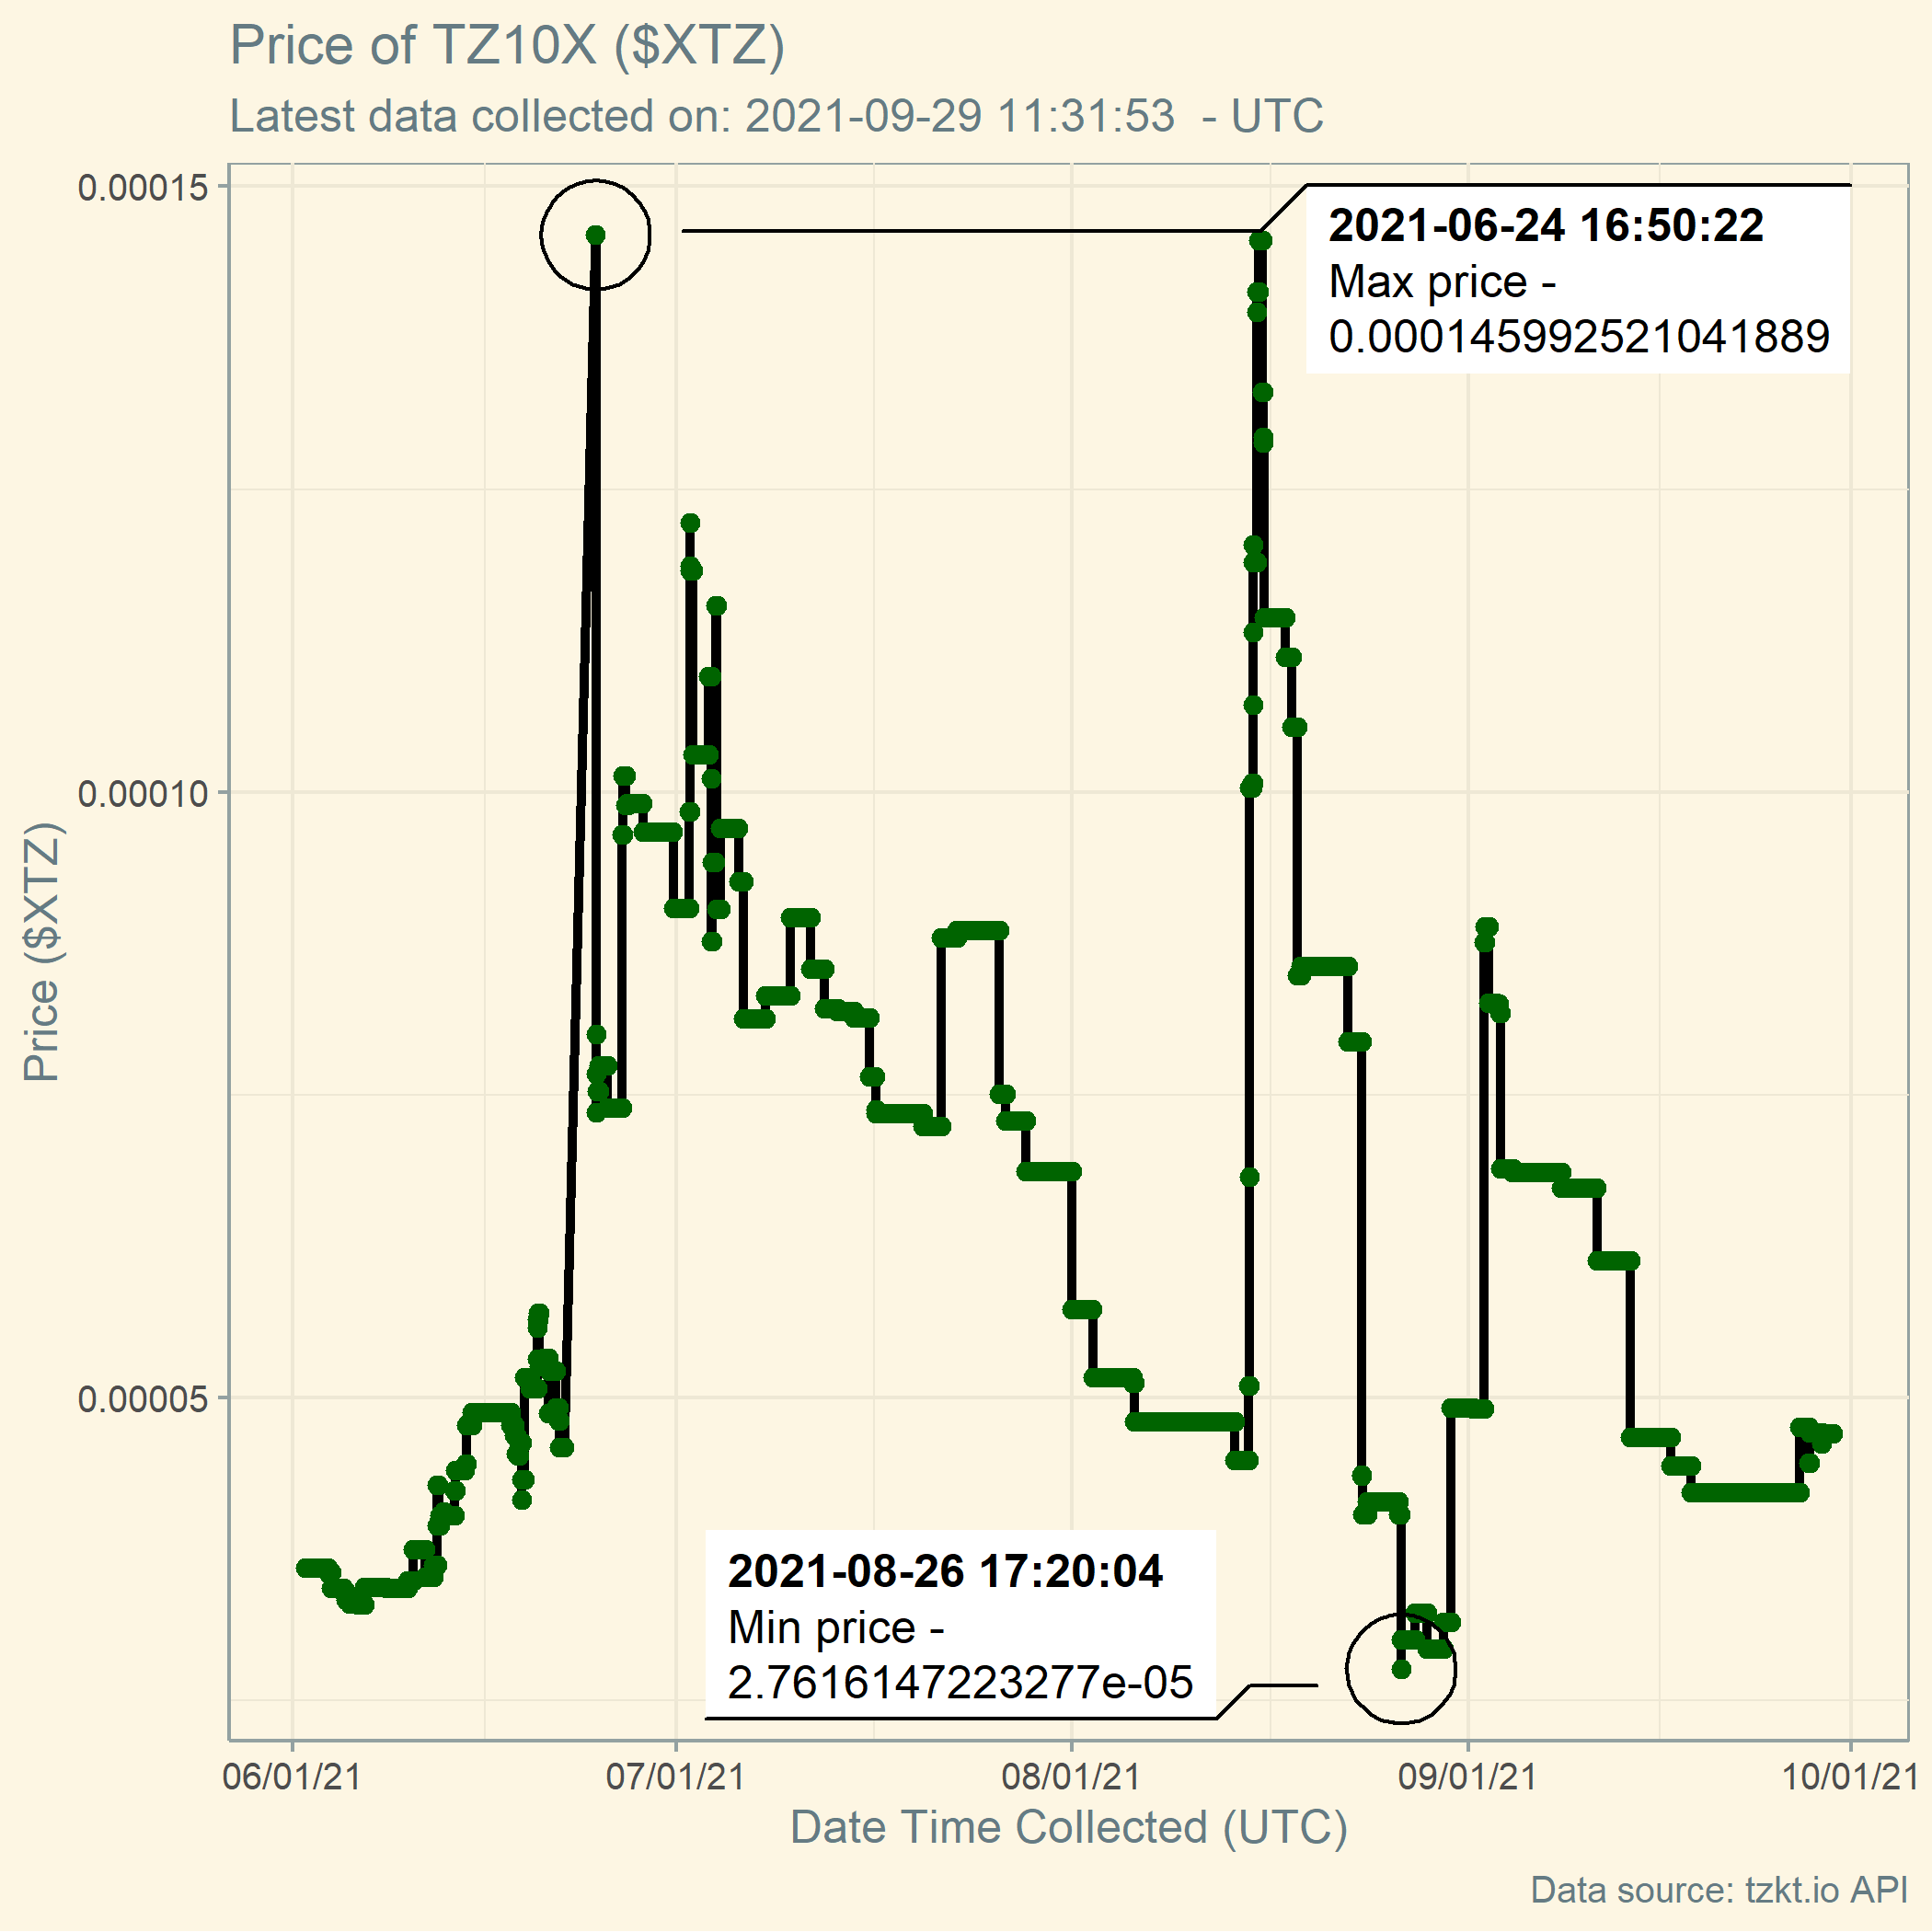 Price of TZ10X ($XTZ)
Latest data collected on: 2021-09-29 11:31:53  - UTC
0.00015
0.00010
0.00005
Price ($XTZ)
2021-06-24 16:50:22
Max price -
0.0001459925210418​89
2021-08-26 17:20:04
Min price -
2.7616147223277e-05
06/01/21
07/01/21
08/01/21
09/01/21
10/01/21
Date Time Collected (UTC)
Data source: tzkt.io API